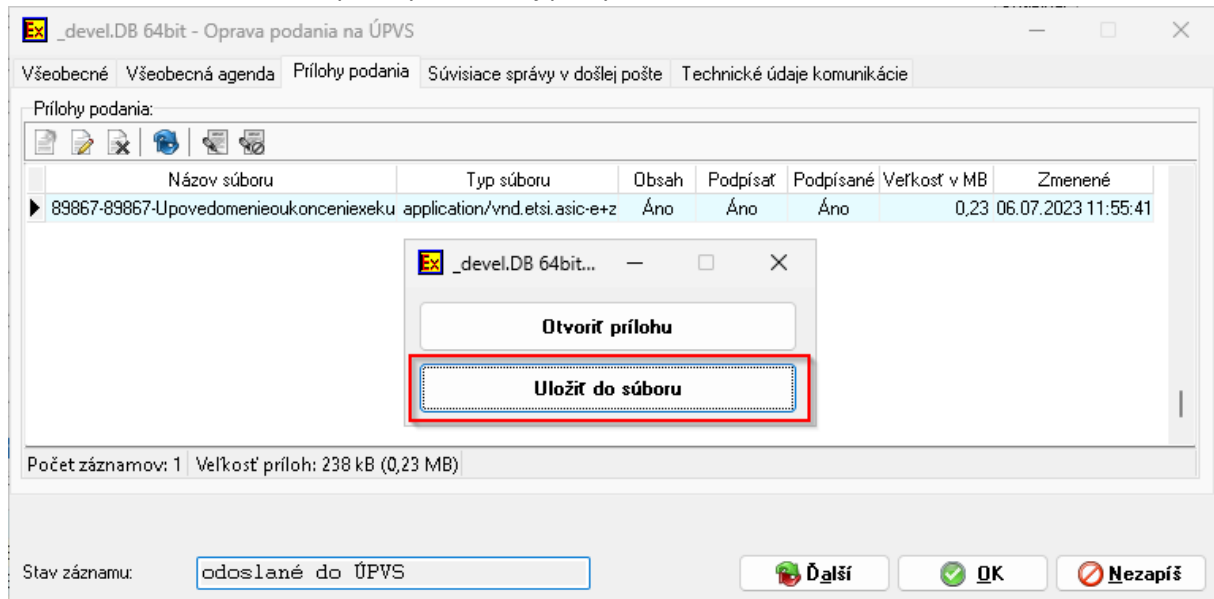 _devel.DB 64bit - Oprava podania na ÚPVS
Všeobecné Všeobecná agenda Prílohy podania Súvisiace správy v došlej pošte Technické údaje komunikácie
Prílohy podania:
Názov súboru Typ súboru Obsah Podpísať Podpísané Veľkosť v MB Zmenené
89867-89867-Upovedomenieoukonceniexeku application/vnd.etsi.asic-e+z Áno Áno Áno 0,23 06.07.2023 11:55:41
_devel.DB 64bit...
Otvoriť prílohu
Uložiť do súboru
Počet záznamov: 1 Veľkosť príloh: 238 kB (0,23 MB)
Stav záznamu: odoslané do ÚPVS Ďalší OK Nezapíš